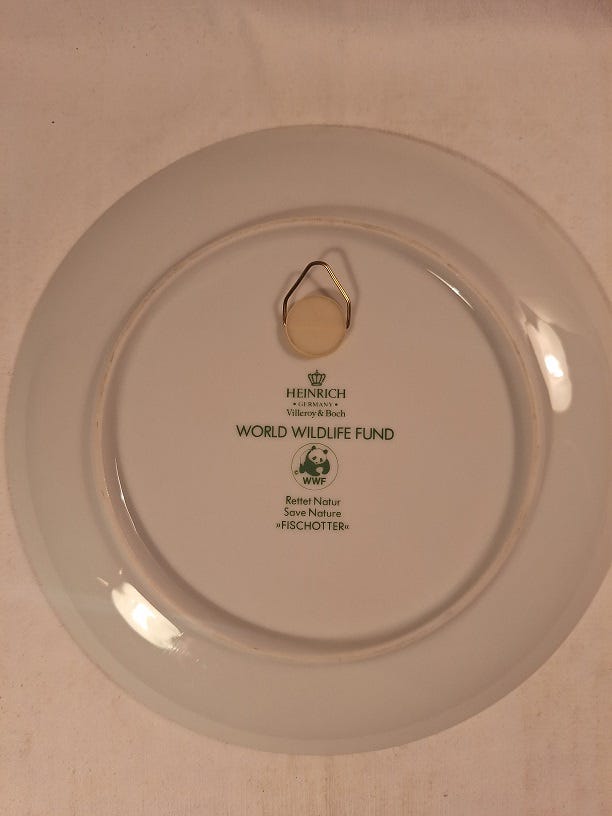 HEINRICH
• GERMANY •
Villeroy & Boch
WORLD WILDLIFE FUND
©
WWF
Rettet Natur
Save Nature
»FISCHOTTER«